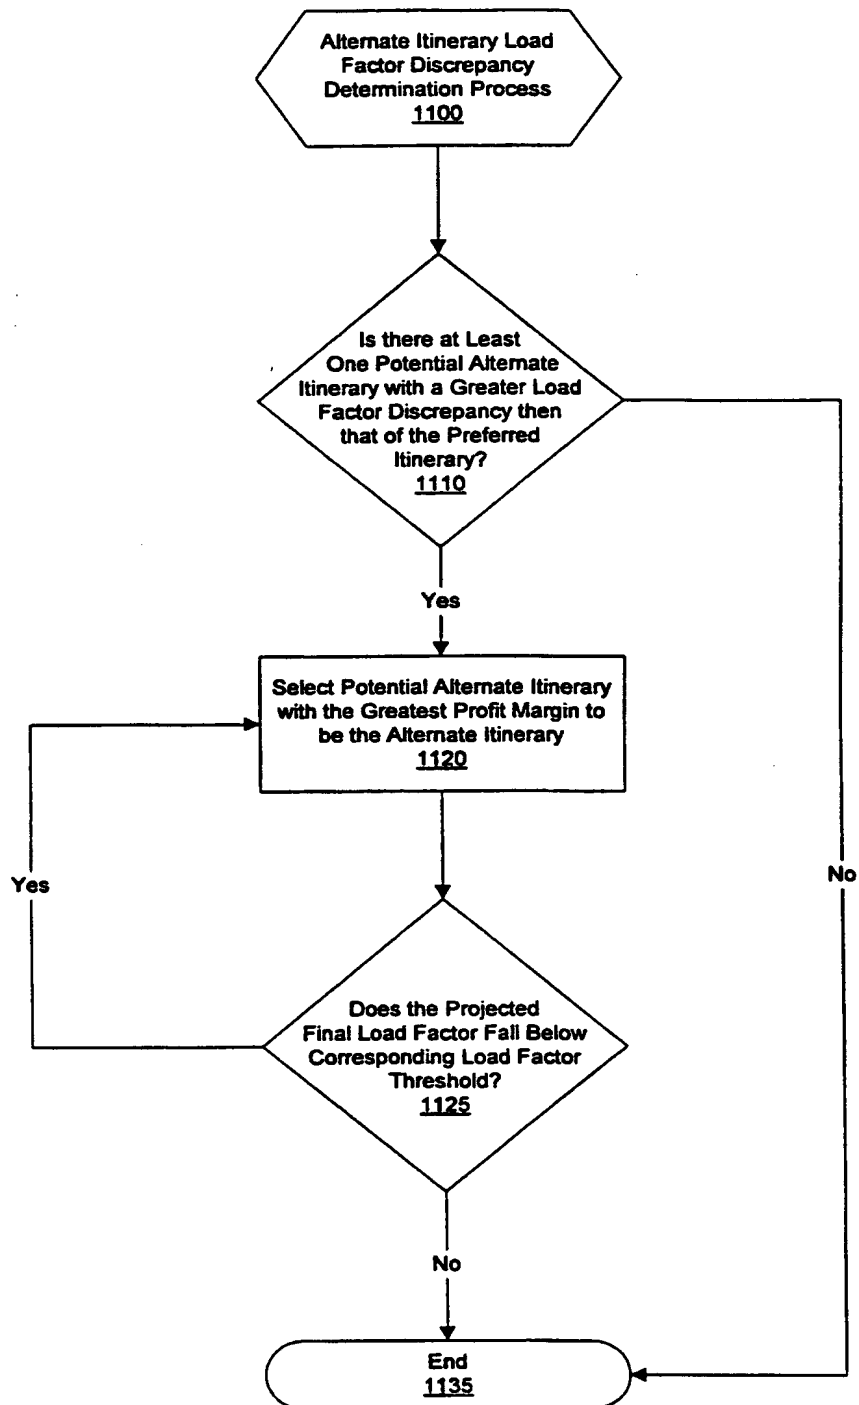 Alternate Itinerary Load
Factor Discrepancy
Determination Process
1100
Is there at Least
One Potential Alternate
Itinerary with a Greater Load
Factor Discrepancy then
that of the Preferred
Itinerary?
1110
Yes
Select Potential Alternate Itinerary
with the Greatest Profit Margin to
be the Alternate Itinerary
1120
Yes
No
Does the Projected
Final Load Factor Fall Below
Corresponding Load Factor
Threshold?
1125
No
End
1135